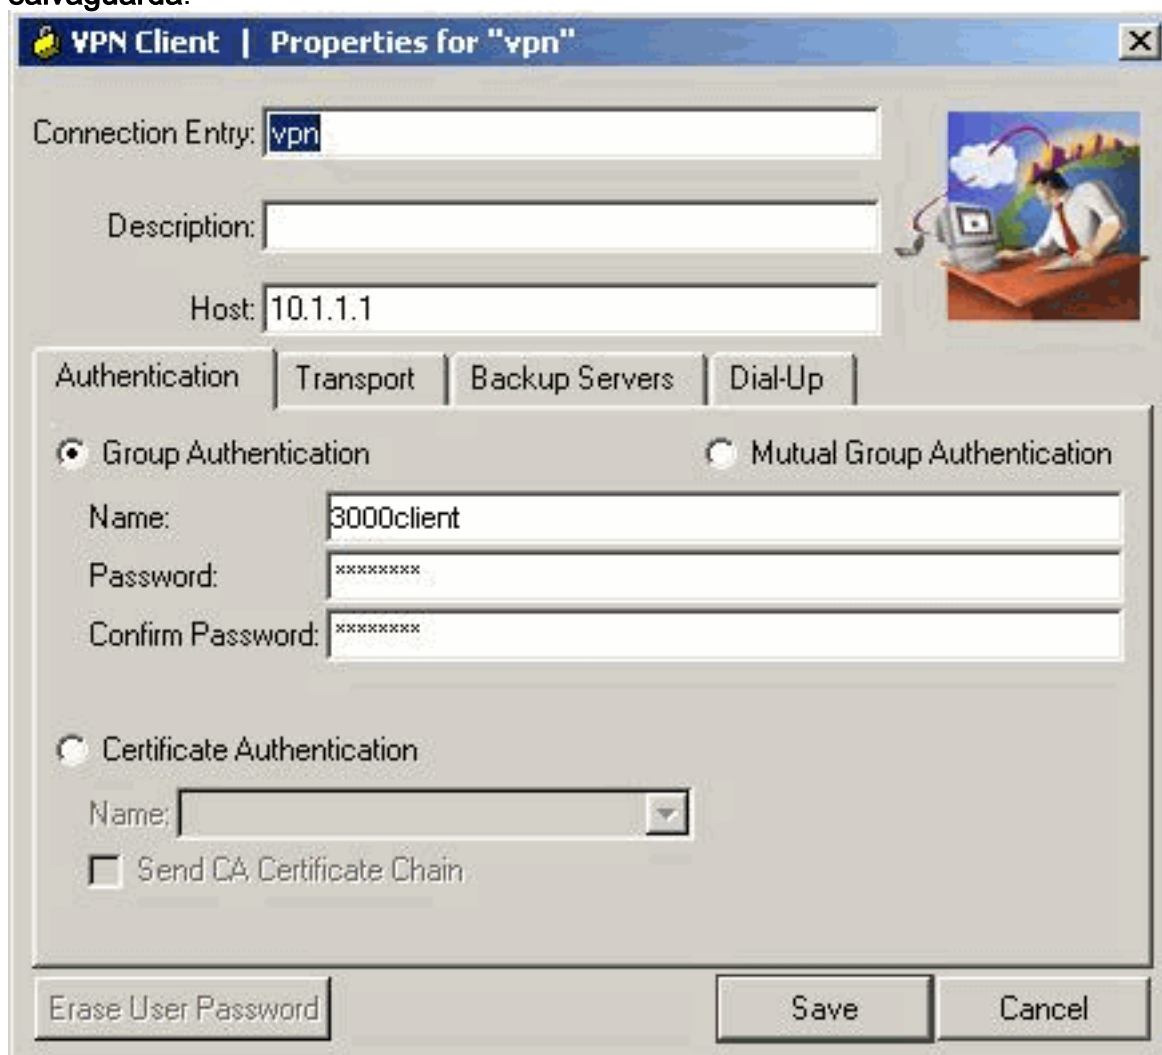 salvaguarda.
VPN Client | Properties for "vpn"
Connection Entry: vpn
Description:
Host: 10.1.1.1
Authentication Transport Backup Servers Dial-Up
Group Authentication Mutual Group Authentication
Name: 3000client
Password: ********
Confirm Password: ********
Certificate Authentication
Name:
Send CA Certificate Chain
Erase User Password Save Cancel